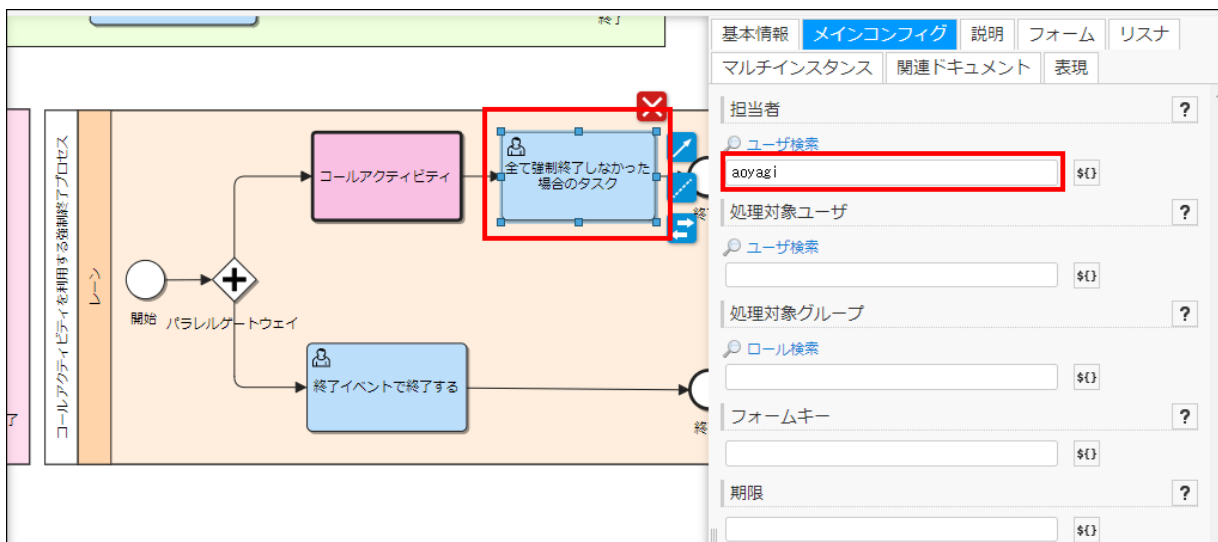 終了
コールアクティビティを利用する強制終了プロセス
レーン
開始
パラレルゲートウェイ
コールアクティビティ
全て強制終了しなかった
場合のタスク
終
終了イベントで終了する
終
了
基本情報
メインコンフィグ
説明
フォーム
リスナ
マルチインスタンス
関連ドキュメント
表現
担当者
?
ユーザ検索
aoyagi
${}
処理対象ユーザ
?
ユーザ検索
${}
処理対象グループ
?
ロール検索
${}
フォームキー
?
${}
期限
?
${}